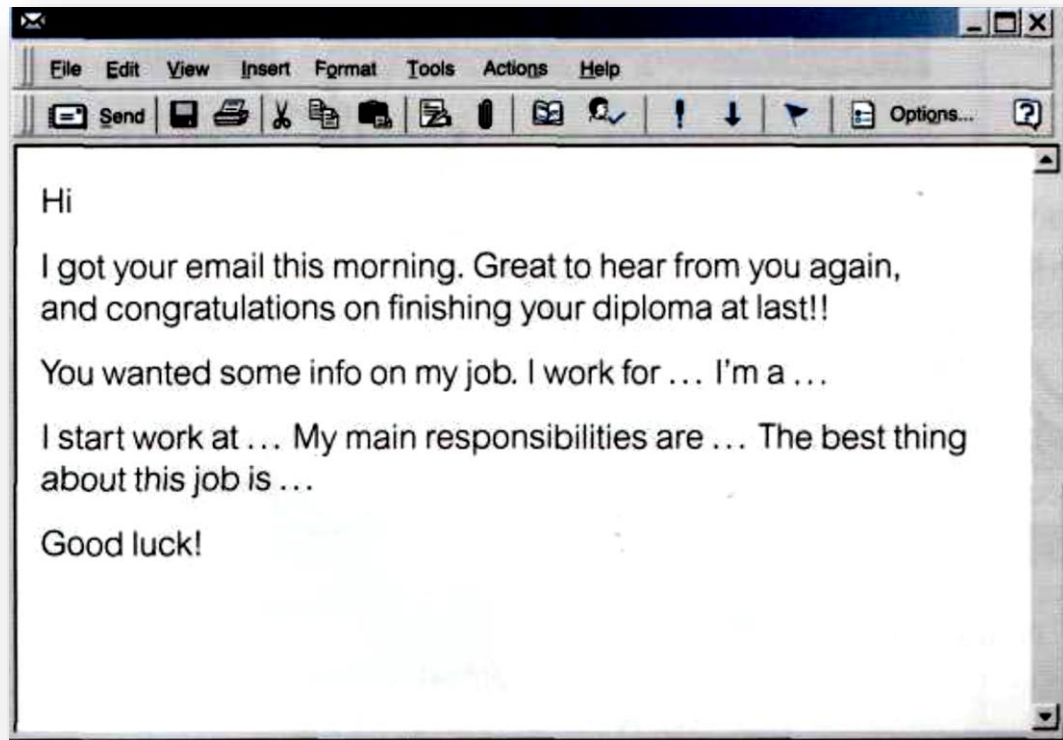 File Edit View Insert Format Tools Actions Help
Send Options...
Hi
I got your email this morning. Great to hear from you again,
and congratulations on finishing your diploma at last!!
You wanted some info on my job. I work for ... I'm a ...
I start work at ... My main responsibilities are ... The best thing
about this job is ...
Good luck!